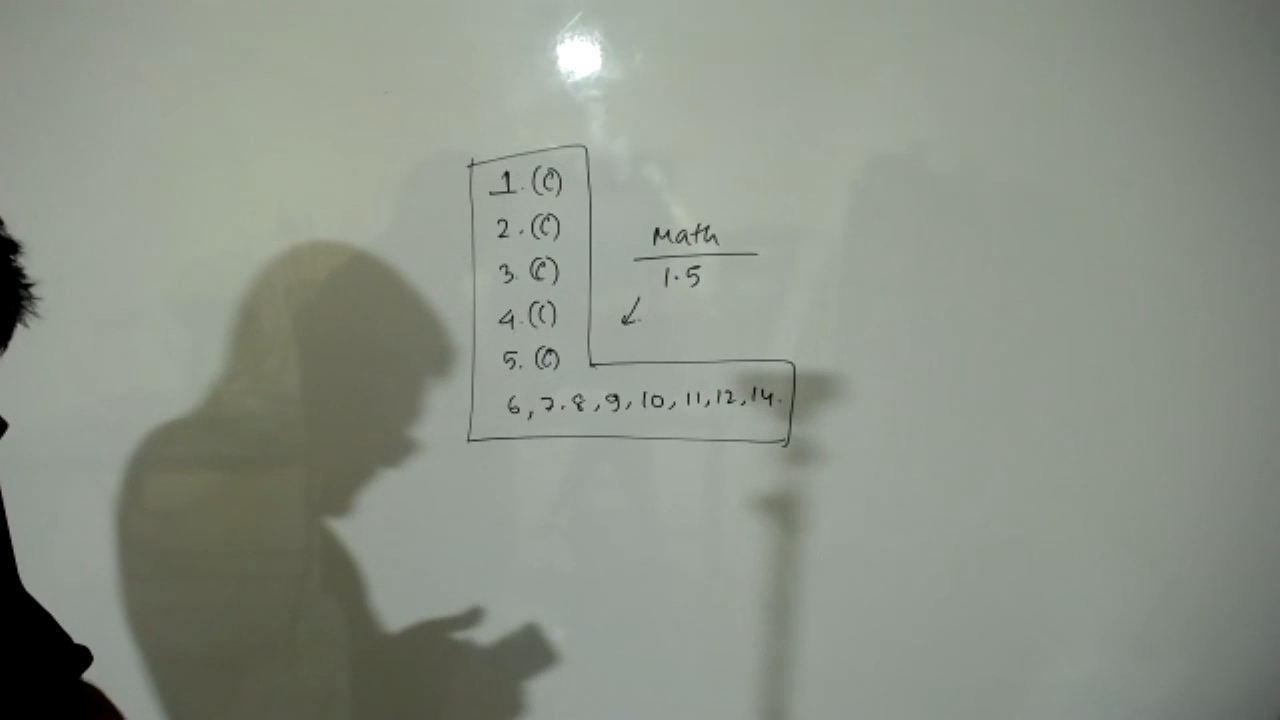 1. (C)
2. (C)
3. (C)
4. (C)
5. (C)
6, 7. 8, 9, 10, 11, 12, 14.
Math
1.5